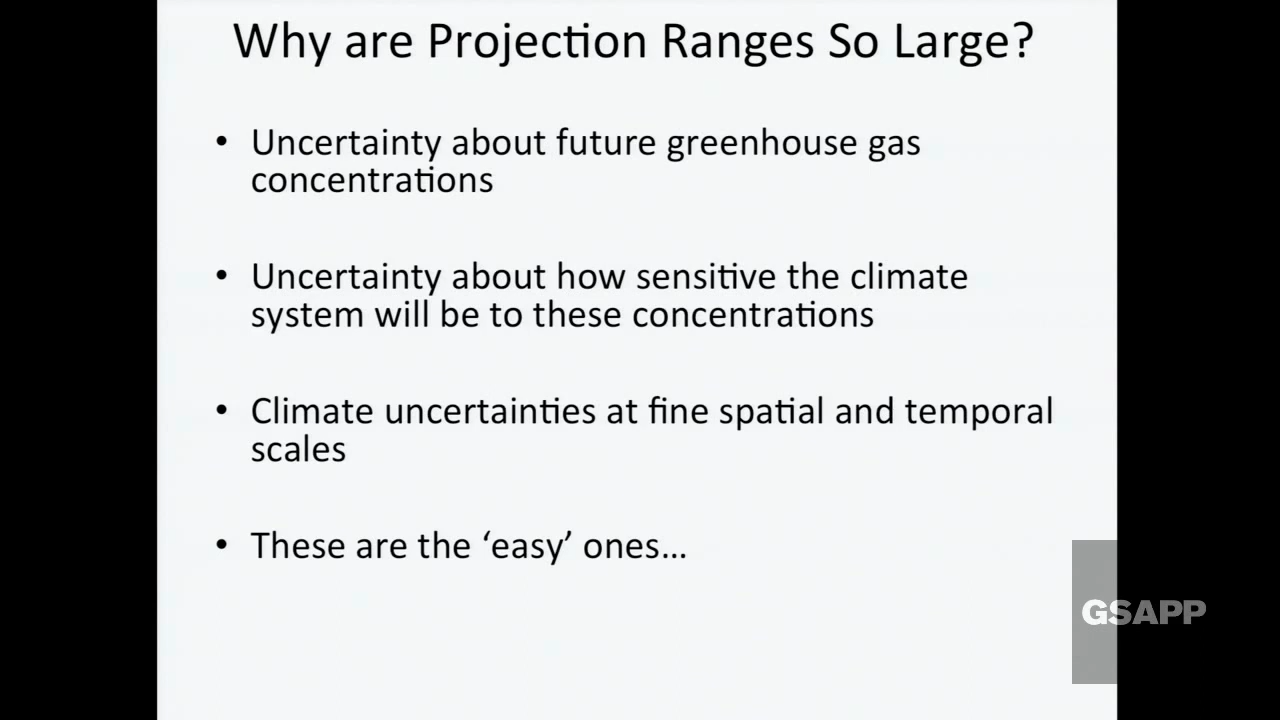 Why are Projection Ranges So Large?
• Uncertainty about future greenhouse gas
concentrations
• Uncertainty about how sensitive the climate
system will be to these concentrations
• Climate uncertainties at fine spatial and temporal
scales
• These are the ‘easy’ ones…
GSAPP